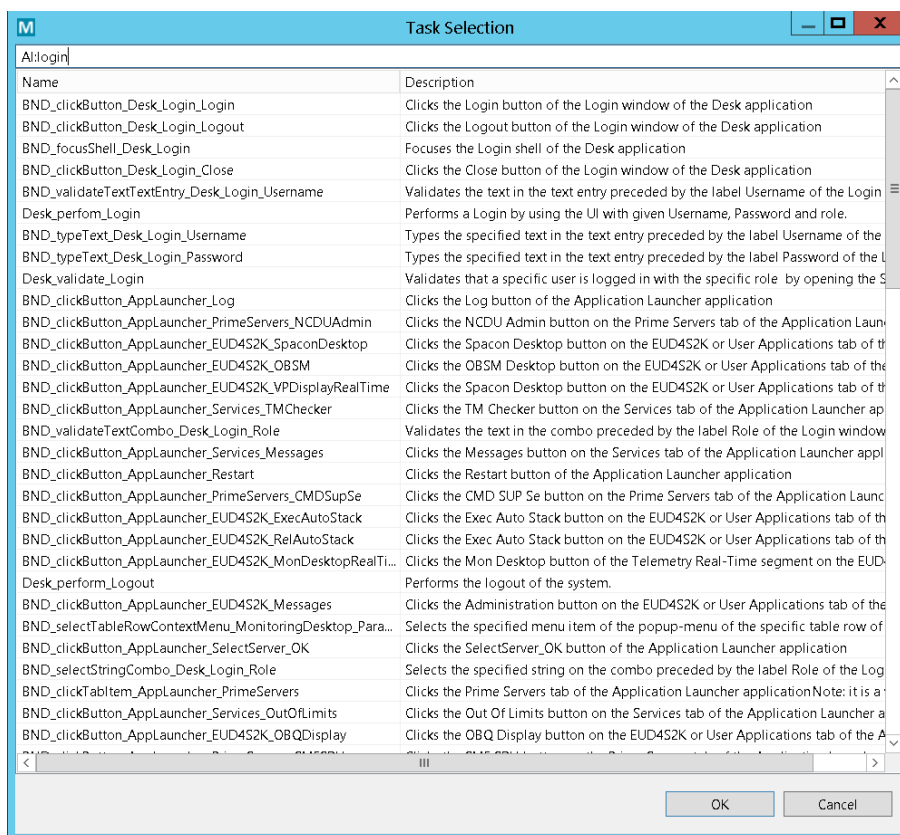 M Task Selection X
AI:login
Name Description
BND_clickButton_Desk_Login_Login Clicks the Login button of the Login window of the Desk application
BND_clickButton_Desk_Login_Logout Clicks the Logout button of the Login window of the Desk application
BND_focusShell_Desk_Login Focuses the Login shell of the Desk application
BND_clickButton_Desk_Login_Close Clicks the Close button of the Login window of the Desk application
BND_validateTextTextEntry_Desk_Login_Username Validates the text in the text entry preceded by the label Username of the Login
Desk_perfom_Login Performs a Login by using the UI with given Username, Password and role.
BND_typeText_Desk_Login_Username Types the specified text in the text entry preceded by the label Username of the
BND_typeText_Desk_Login_Password Types the specified text in the text entry preceded by the label Password of the L
Desk_validate_Login Validates that a specific user is logged in with the specific role by opening the S
BND_clickButton_AppLauncher_Log Clicks the Log button of the Application Launcher application
BND_clickButton_AppLauncher_PrimeServers_NCDUAdmin Clicks the NCDU Admin button on the Prime Servers tab of the Application Laun
BND_clickButton_AppLauncher_EUD4S2K_SpaconDesktop Clicks the Spacon Desktop button on the EUD4S2K or User Applications tab of th
BND_clickButton_AppLauncher_EUD4S2K_OBSM Clicks the OBSM Desktop button on the EUD4S2K or User Applications tab of the
BND_clickButton_AppLauncher_EUD4S2K_VPDisplayRealTime Clicks the Spacon Desktop button on the EUD4S2K or User Applications tab of th
BND_clickButton_AppLauncher_Services_TMChecker Clicks the TM Checker button on the Services tab of the Application Launcher ap
BND_validateTextCombo_Desk_Login_Role Validates the text in the combo preceded by the label Role of the Login window
BND_clickButton_AppLauncher_Services_Messages Clicks the Messages button on the Services tab of the Application Launcher appl
BND_clickButton_AppLauncher_Restart Clicks the Restart button of the Application Launcher application
BND_clickButton_AppLauncher_PrimeServers_CMDSupSe Clicks the CMD SUP Se button on the Prime Servers tab of the Application Launc
BND_clickButton_AppLauncher_EUD4S2K_ExecAutoStack Clicks the Exec Auto Stack button on the EUD4S2K or User Applications tab of th
BND_clickButton_AppLauncher_EUD4S2K_RelAutoStack Clicks the Exec Auto Stack button on the EUD4S2K or User Applications tab of th
BND_clickButton_AppLauncher_EUD4S2K_MonDesktopRealTi... Clicks the Mon Desktop button of the Telemetry Real-Time segment on the EUD
Desk_perform_Logout Performs the logout of the system.
BND_clickButton_AppLauncher_EUD4S2K_Messages Clicks the Administration button on the EUD4S2K or User Applications tab of the
BND_selectTableRowContextMenu_MonitoringDesktop_Para... Selects the specified menu item of the popup-menu of the specific table row of
BND_clickButton_AppLauncher_SelectServer_OK Clicks the SelectServer_OK button of the Application Launcher application
BND_selectStringCombo_Desk_Login_Role Selects the specified string on the combo preceded by the label Role of the Log
BND_clickTabItem_AppLauncher_PrimeServers Clicks the Prime Servers tab of the Application Launcher applicationNote: it is a
BND_clickButton_AppLauncher_Services_OutOfLimits Clicks the Out Of Limits button on the Services tab of the Application Launcher a
BND_clickButton_AppLauncher_EUD4S2K_OBQDisplay Clicks the OBQ Display button on the EUD4S2K or User Applications tab of the A
OK Cancel